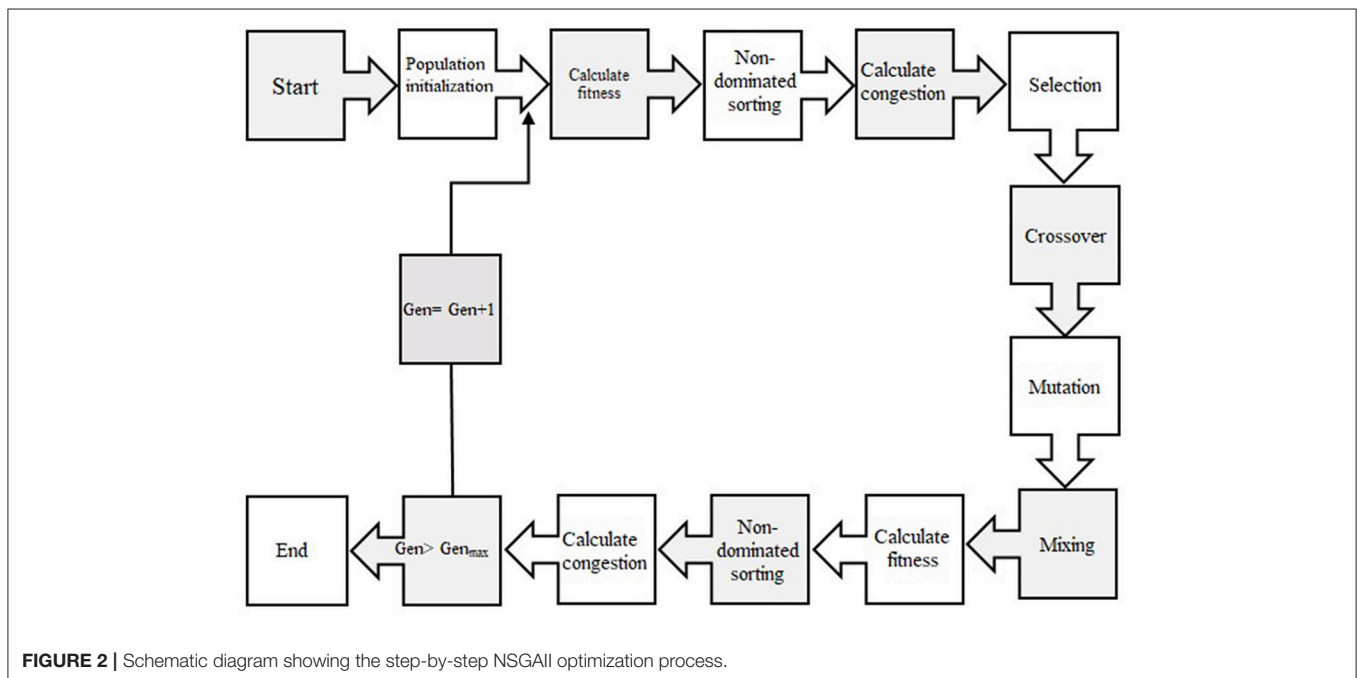 Start
Population
initialization
Calculate
fitness
Non-
dominated
sorting
Calculate
congestion
Selection
Crossover
Mutation
Mixing
Calculate
fitness
Non-
dominated
sorting
Calculate
congestion
Gen> Genmax
End
Gen= Gen+1
FIGURE 2 | Schematic diagram showing the step-by-step NSGAII optimization process.